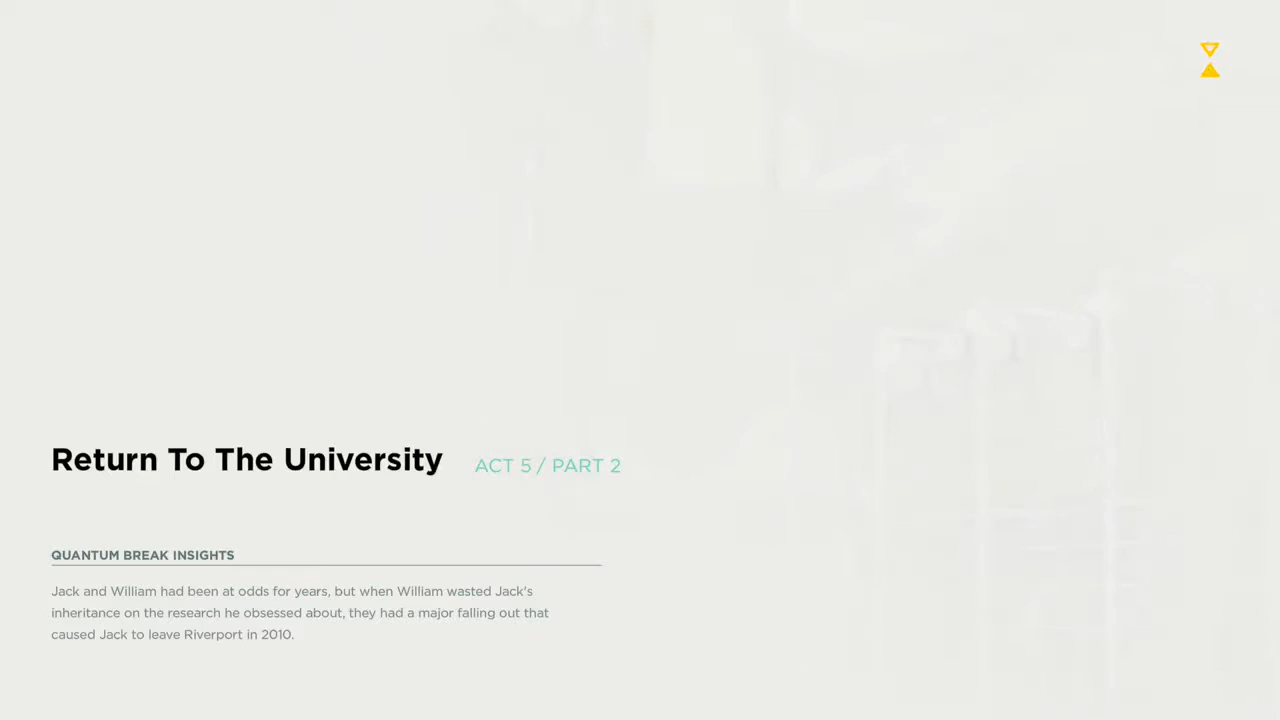 Return To The University ACT 5 / PART 2
QUANTUM BREAK INSIGHTS
Jack and William had been at odds for years, but when William wasted Jack's
inheritance on the research he obsessed about, they had a major falling out that
caused Jack to leave Riverport in 2010.